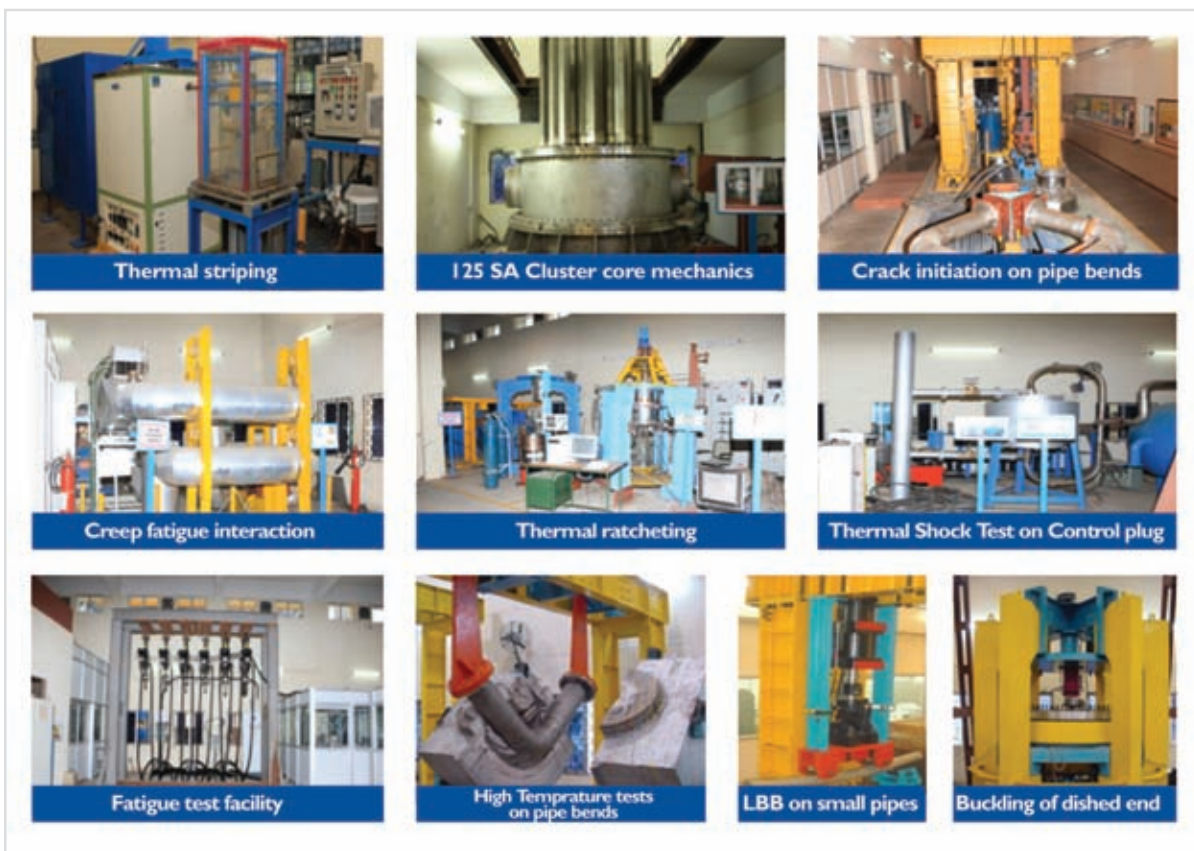 Thermal striping
125 SA Cluster core mechanics
Crack initiation on pipe bends
Creep fatigue interaction
Thermal ratcheting
Thermal Shock Test on Control plug
Fatigue test facility
High Temprature tests
on pipe bends
LBB on small pipes
Buckling of dished end